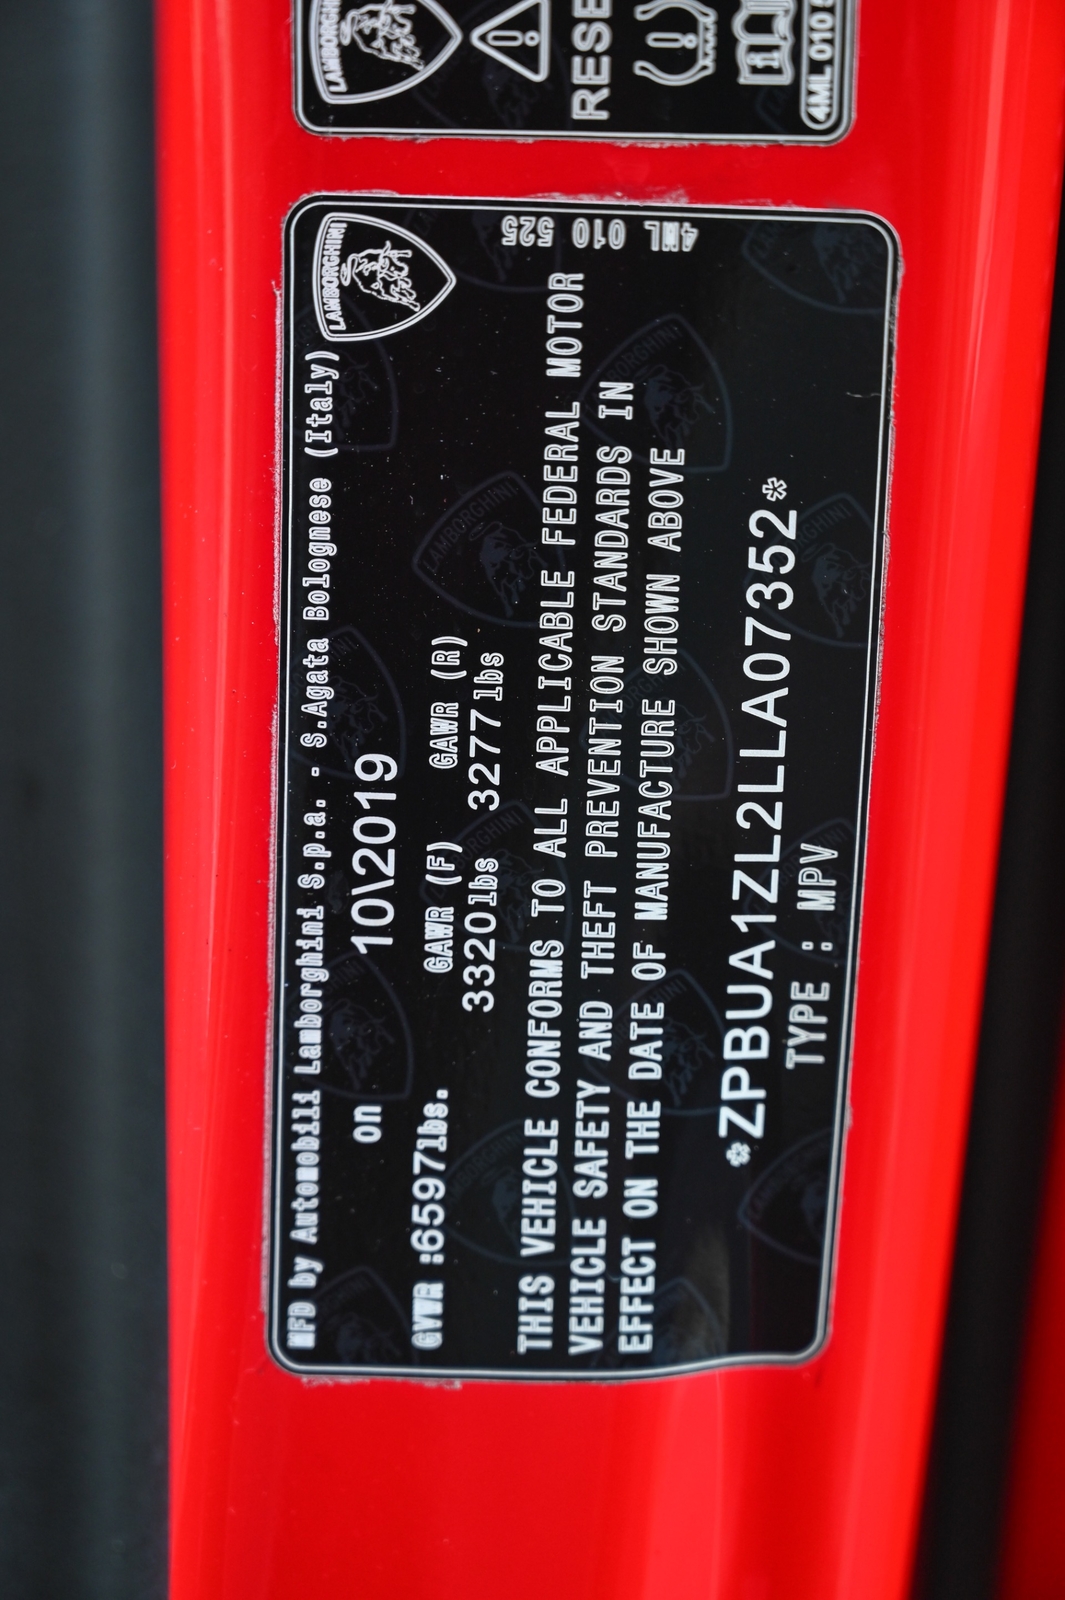 LAMBORGHINI
RESE
4ML 010 5
LAMBORGHINI
4ML 010 525
MFD by Automobili Lamborghini S.p.a. - S.Agata Bolognese (Italy)
on 10\2019
GVWR :6597lbs. GAWR (F) GAWR (R)
3320lbs 3277lbs
THIS VEHICLE CONFORMS TO ALL APPLICABLE FEDERAL MOTOR
VEHICLE SAFETY AND THEFT PREVENTION STANDARDS IN
EFFECT ON THE DATE OF MANUFACTURE SHOWN ABOVE
*ZPBUA1ZL2LLA07352*
TYPE : MPV